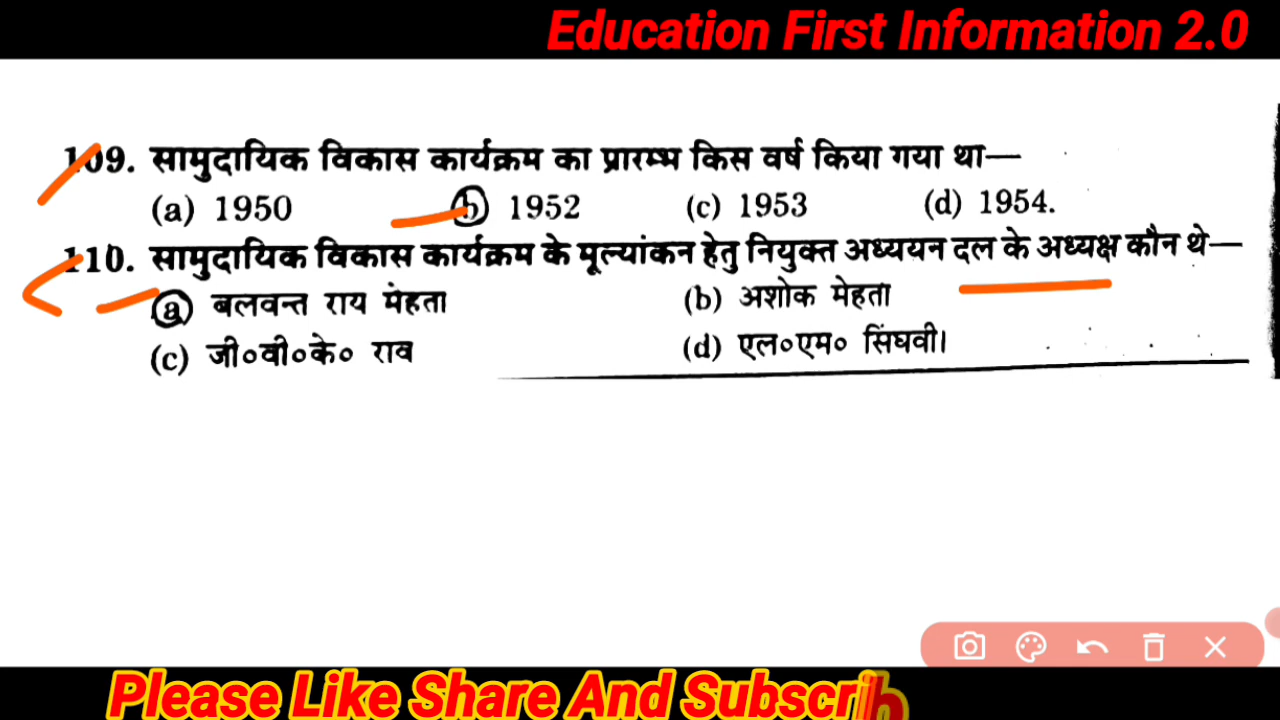 Education First Information 2.0
109. सामुदायिक विकास कार्यक्रम का प्रारम्भ किस वर्ष किया गया था—
(a) 1950 (b) 1952 (c) 1953 (d) 1954.
110. सामुदायिक विकास कार्यक्रम के मूल्यांकन हेतु नियुक्त अध्ययन दल के अध्यक्ष कौन थे—
(a) बलवन्त राय मेहता (b) अशोक मेहता
(c) जी०वी०के० राव (d) एल०एम० सिंघवी।
Please Like Share And Subscrib